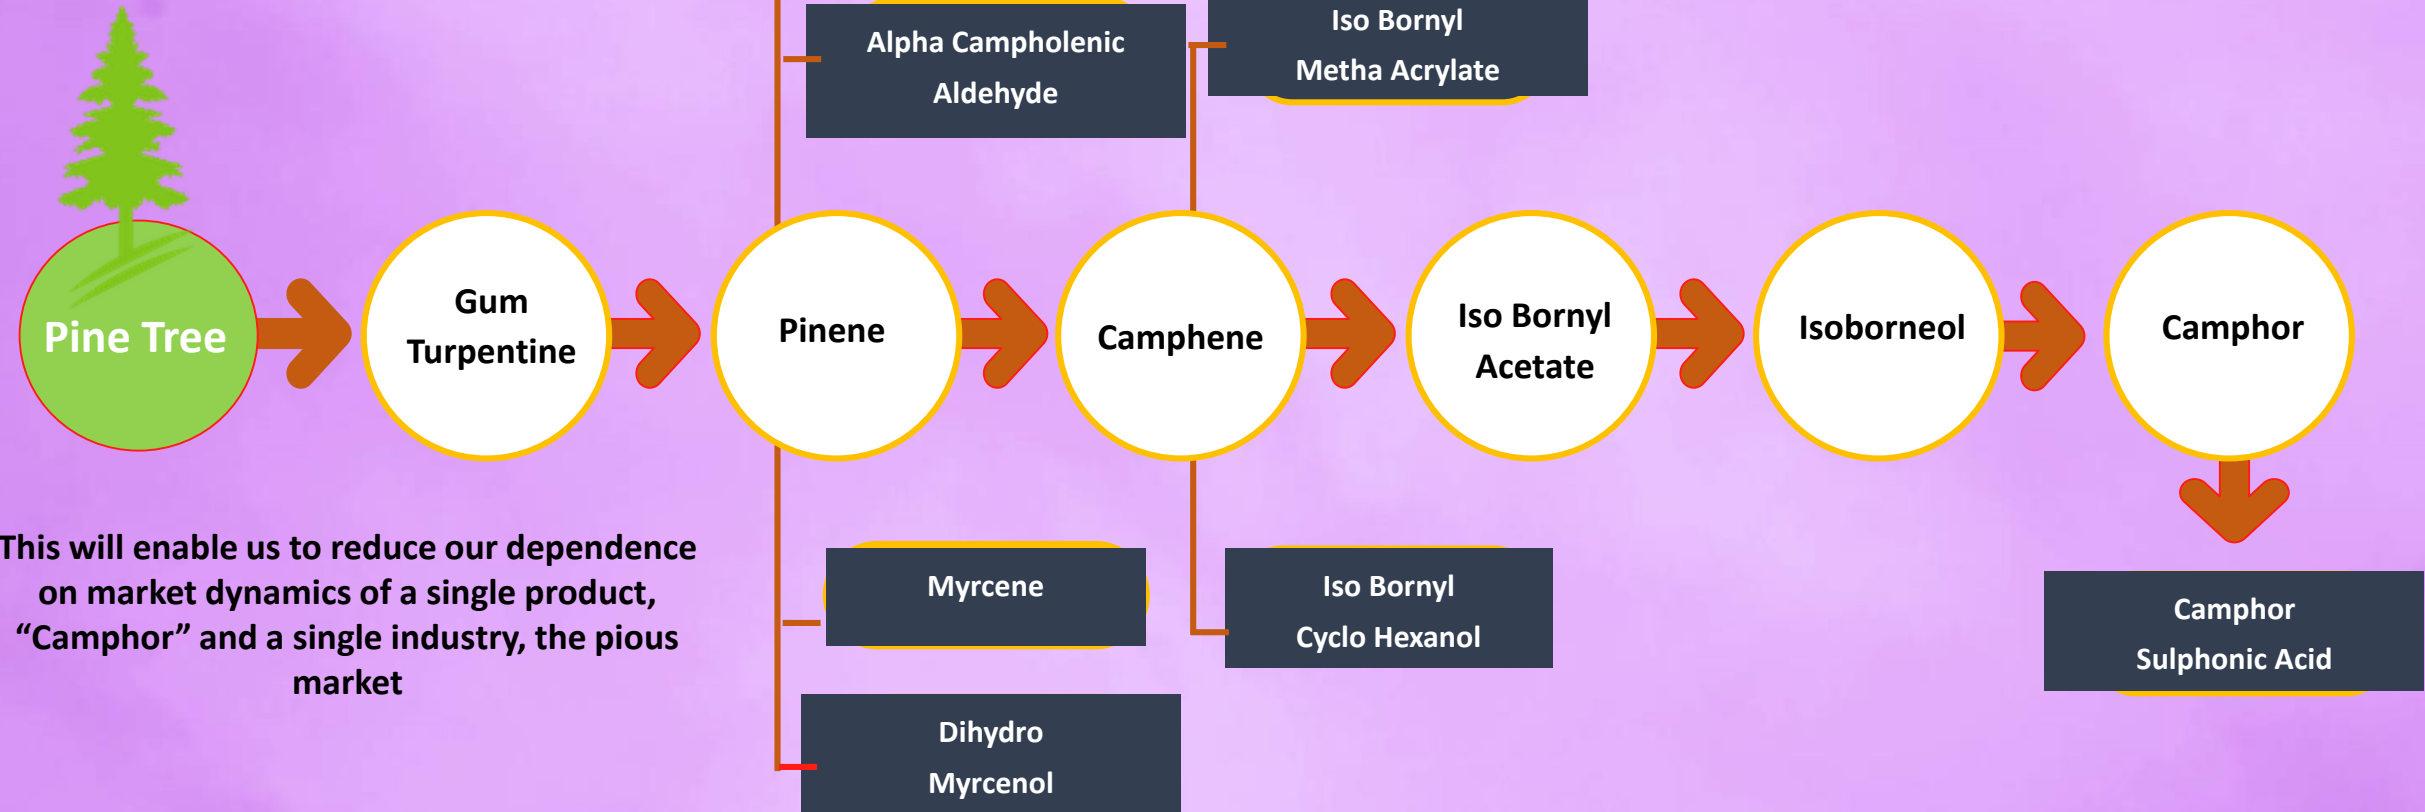 Alpha Campholenic
Aldehyde
Iso Bornyl
Metha Acrylate
Pine Tree
Gum
Turpentine
Pinene
Camphene
Iso Bornyl
Acetate
Isoborneol
Camphor
This will enable us to reduce our dependence
on market dynamics of a single product,
“Camphor” and a single industry, the pious
market
Myrcene
Iso Bornyl
Cyclo Hexanol
Camphor
Sulphonic Acid
Dihydro
Myrcenol